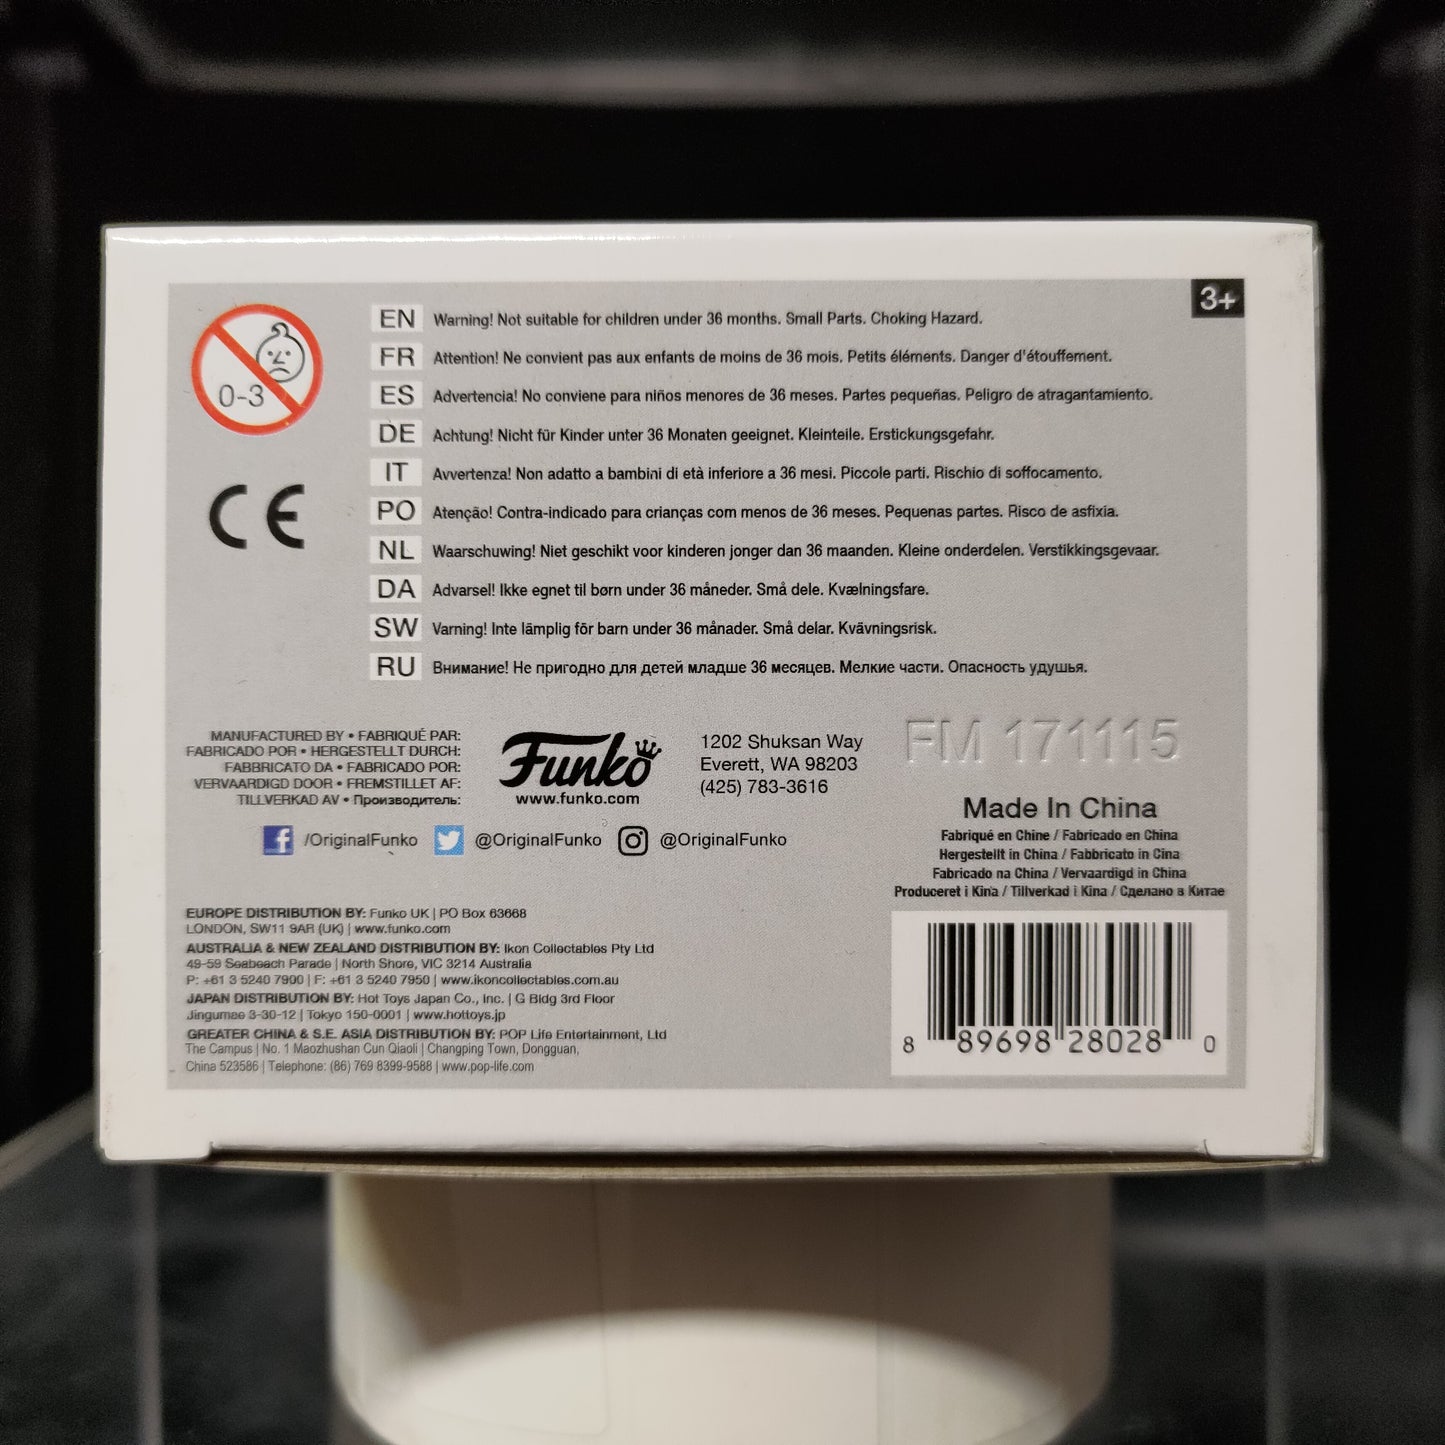 3+
0-3
EN Warning! Not suitable for children under 36 months. Small Parts. Choking Hazard.
FR Attention! Ne convient pas aux enfants de moins de 36 mois. Petits éléments. Danger d'étouffement.
ES Advertencia! No conviene para niños menores de 36 meses. Partes pequeñas. Peligro de atragantamiento.
DE Achtung! Nicht für Kinder unter 36 Monaten geeignet. Kleinteile. Erstickungsgefahr.
IT Avvertenza! Non adatto a bambini di età inferiore a 36 mesi. Piccole parti. Rischio di soffocamento.
PO Atenção! Contra-indicado para crianças com menos de 36 meses. Pequenas partes. Risco de asfixia.
NL Waarschuwing! Niet geschikt voor kinderen jonger dan 36 maanden. Kleine onderdelen. Verstikkingsgevaar.
DA Advarsel! Ikke egnet til børn under 36 måneder. Små dele. Kvælningsfare.
SW Varning! Inte lämplig för barn under 36 månader. Små delar. Kvävningsrisk.
RU Внимание! Не пригодно для детей младше 36 месяцев. Мелкие части. Опасность удушья.
CE
MANUFACTURED BY • FABRIQUÉ PAR:
FABRICADO POR • HERGESTELLT DURCH:
FABBRICATO DA • FABRICADO POR:
VERVAARDIGD DOOR • FREMSTILLET AF:
TILLVERKAD AV • Производитель:
Funko
www.funko.com
1202 Shuksan Way
Everett, WA 98203
(425) 783-3616
/OriginalFunko @OriginalFunko @OriginalFunko
FM 171115
Made In China
Fabriqué en Chine / Fabricado en China
Hergestellt in China / Fabbricato in Cina
Fabricado na China / Vervaardigd in China
Produceret i Kina / Tillverkad i Kina / Сделано в Китае
EUROPE DISTRIBUTION BY: Funko UK | PO Box 63668
LONDON, SW11 9AR (UK) | www.funko.com
AUSTRALIA & NEW ZEALAND DISTRIBUTION BY: Ikon Collectables Pty Ltd
49-59 Seabeach Parade | North Shore, VIC 3214 Australia
P: +61 3 5240 7900 | F: +61 3 5240 7950 | www.ikoncollectables.com.au
JAPAN DISTRIBUTION BY: Hot Toys Japan Co., Inc. | G Bldg 3rd Floor
Jingumae 3-30-12 | Tokyo 150-0001 | www.hottoys.jp
GREATER CHINA & S.E. ASIA DISTRIBUTION BY: POP Life Entertainment, Ltd
The Campus | No. 1 Maozhushan Cun Qiaoli | Changping Town, Dongguan,
China 523586 | Telephone: (86) 769 8399-9588 | www.pop-life.com
8 89698 28028 0